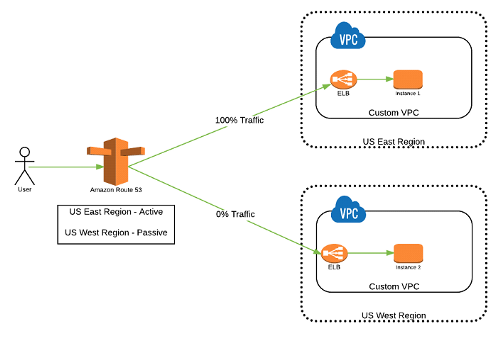 VPC
ELB
Instance 1
Custom VPC
US East Region
100% Traffic
User
Amazon Route 53
US East Region - Active
US West Region - Passive
0% Traffic
VPC
ELB
Instance 2
Custom VPC
US West Region